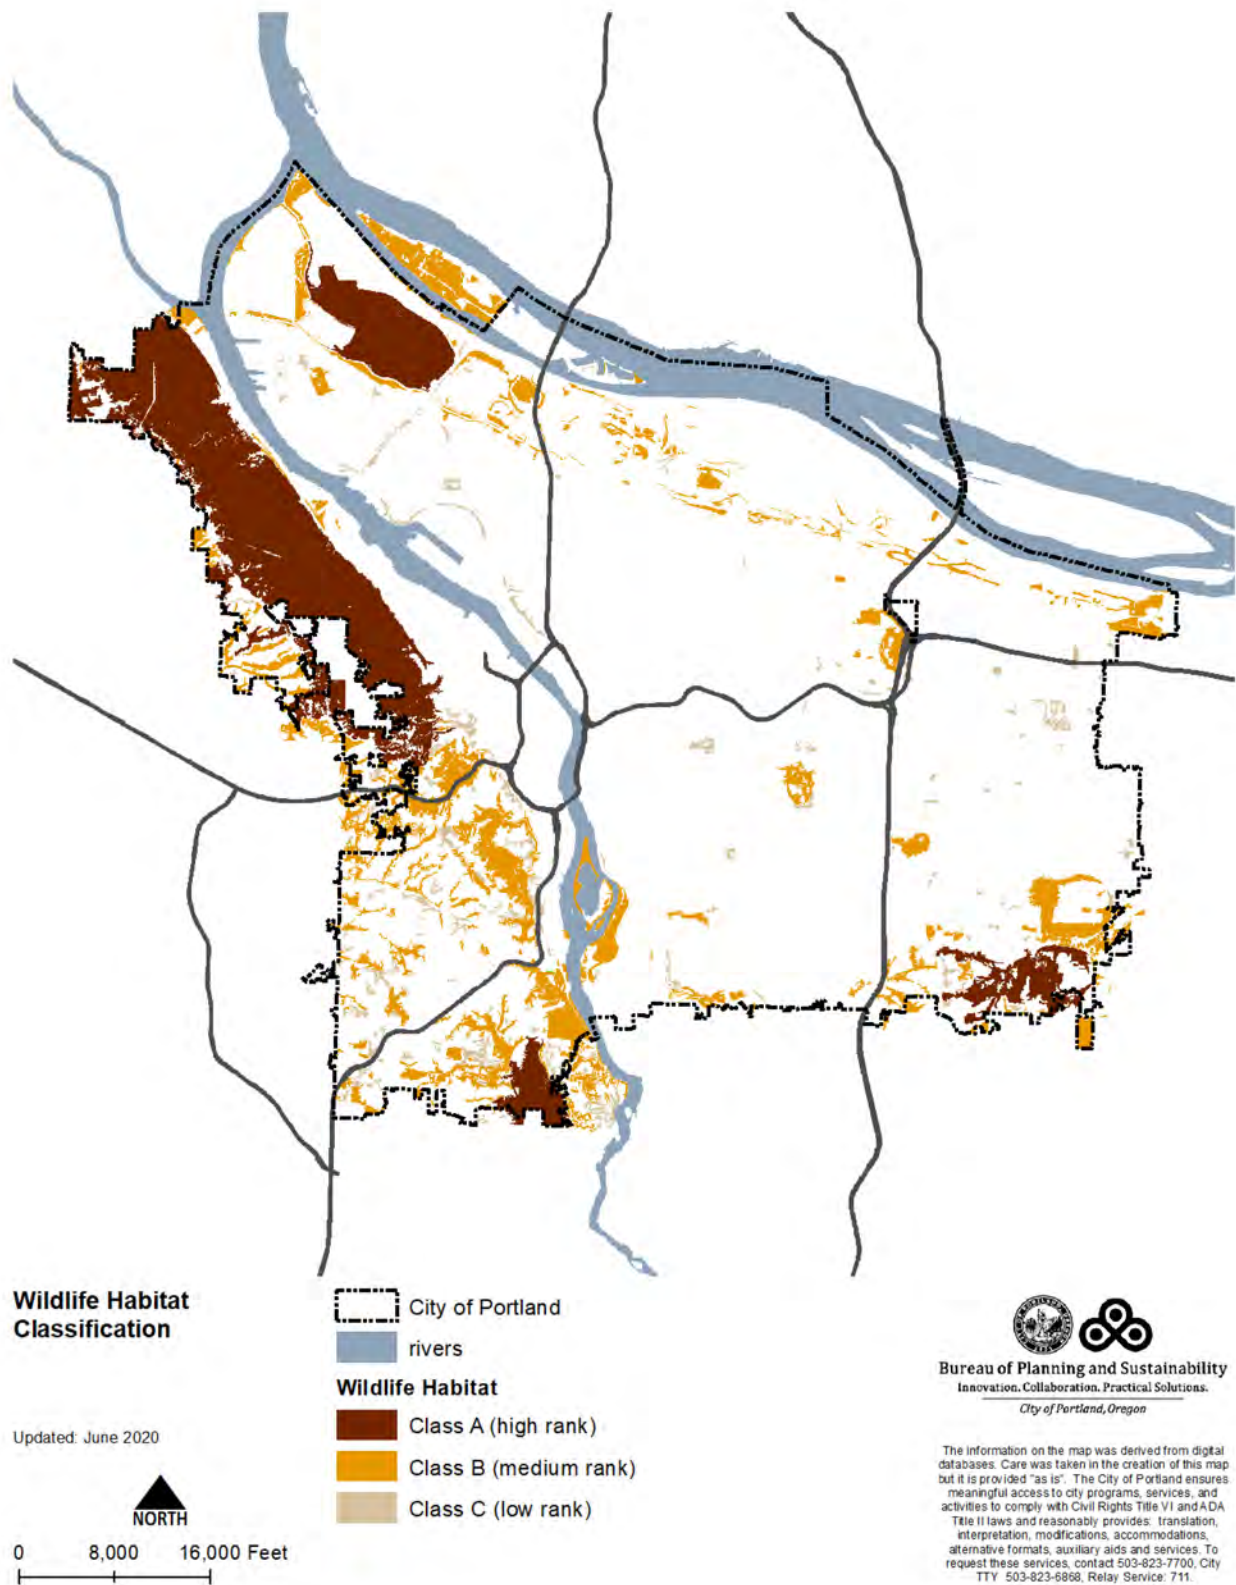 Wildlife Habitat
Classification
Updated: June 2020
NORTH
0 8,000 16,000 Feet
City of Portland
rivers
Wildlife Habitat
Class A (high rank)
Class B (medium rank)
Class C (low rank)
Bureau of Planning and Sustainability
Innovation. Collaboration. Practical Solutions.
City of Portland, Oregon
The information on the map was derived from digital
databases. Care was taken in the creation of this map
but it is provided "as is". The City of Portland ensures
meaningful access to city programs, services, and
activities to comply with Civil Rights Title VI and ADA
Title II laws and reasonably provides: translation,
interpretation, modifications, accommodations,
alternative formats, auxiliary aids and services. To
request these services, contact 503-823-7700, City
TTY 503-823-6868, Relay Service: 711.